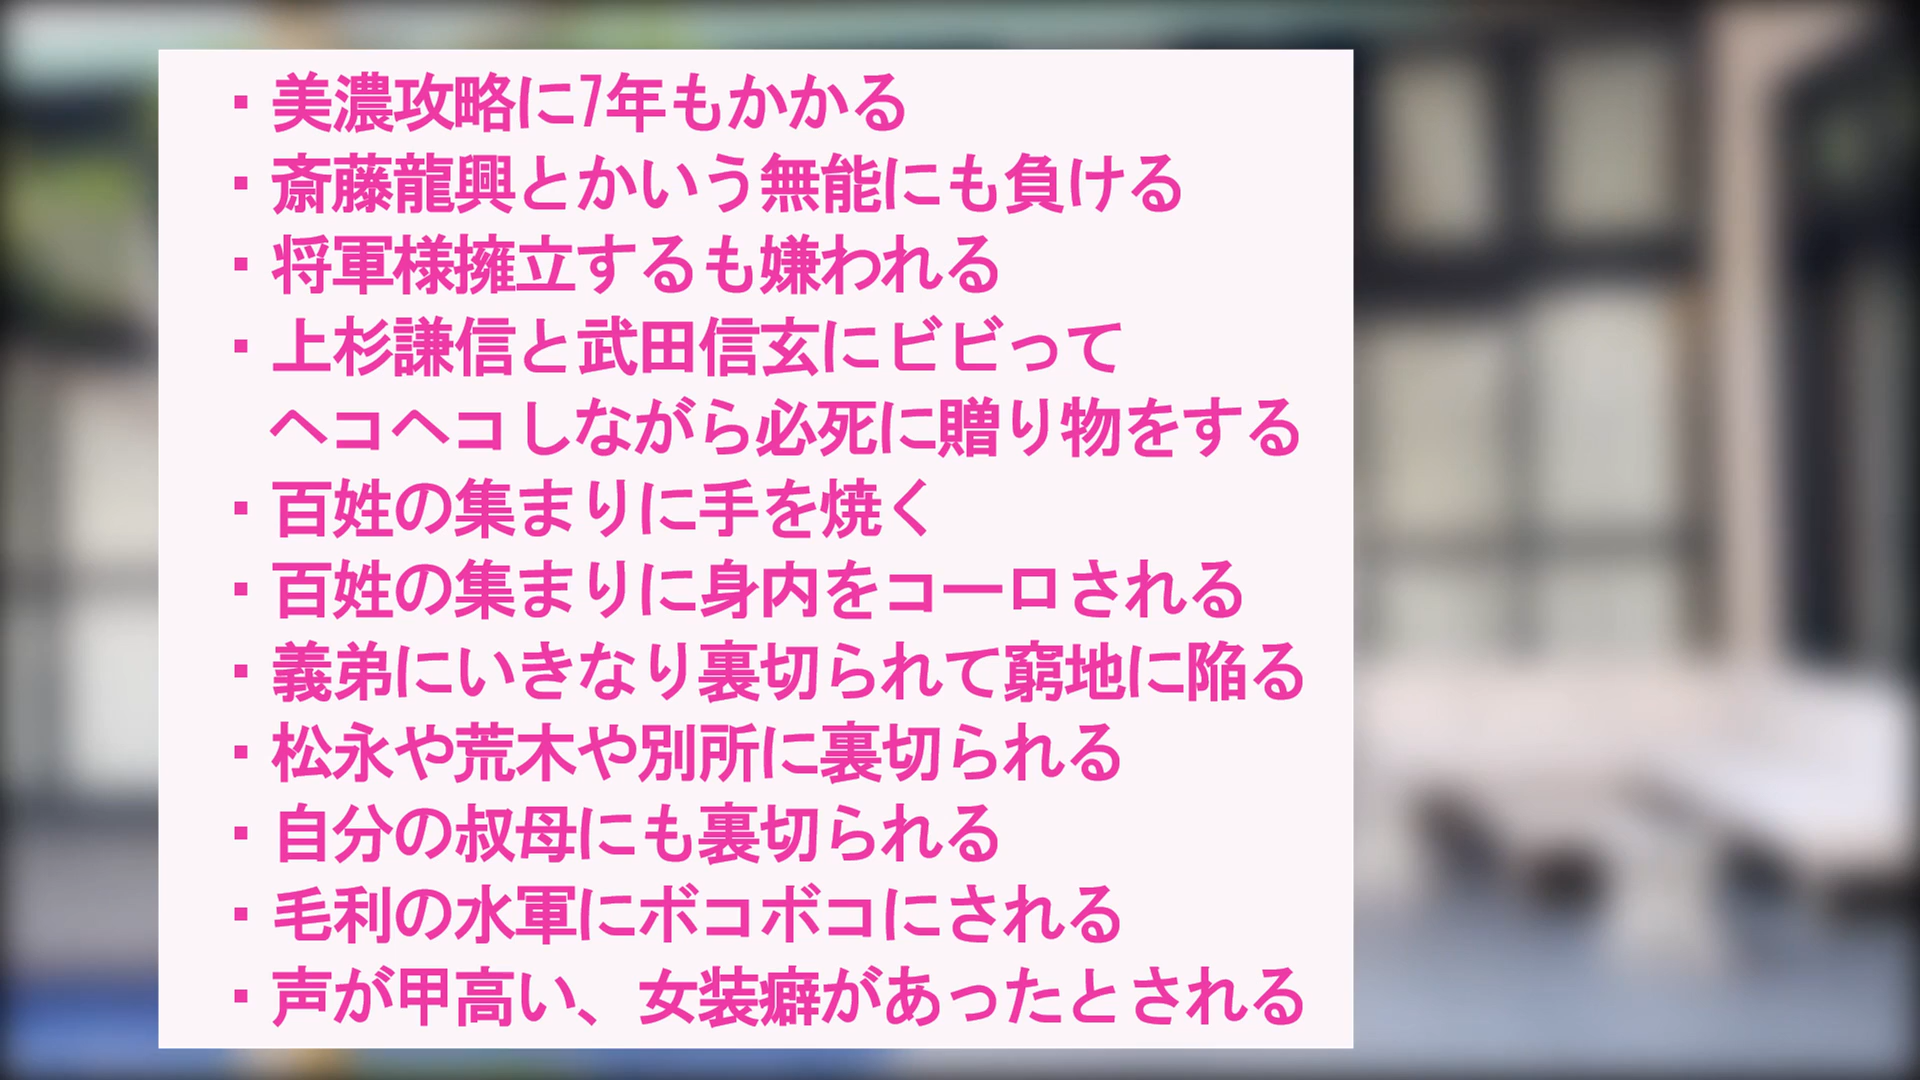 ・美濃攻略に7年もかかる
・斎藤龍興とかいう無能にも負ける
・将軍様擁立するも嫌われる
・上杉謙信と武田信玄にビビって
ヘコヘコしながら必死に贈り物をする
・百姓の集まりに手を焼く
・百姓の集まりに身内をコーロされる
・義弟にいきなり裏切られて窮地に陥る
・松永や荒木や別所に裏切られる
・自分の叔母にも裏切られる
・毛利の水軍にボコボコにされる
・声が甲高い、女装癖があったとされる